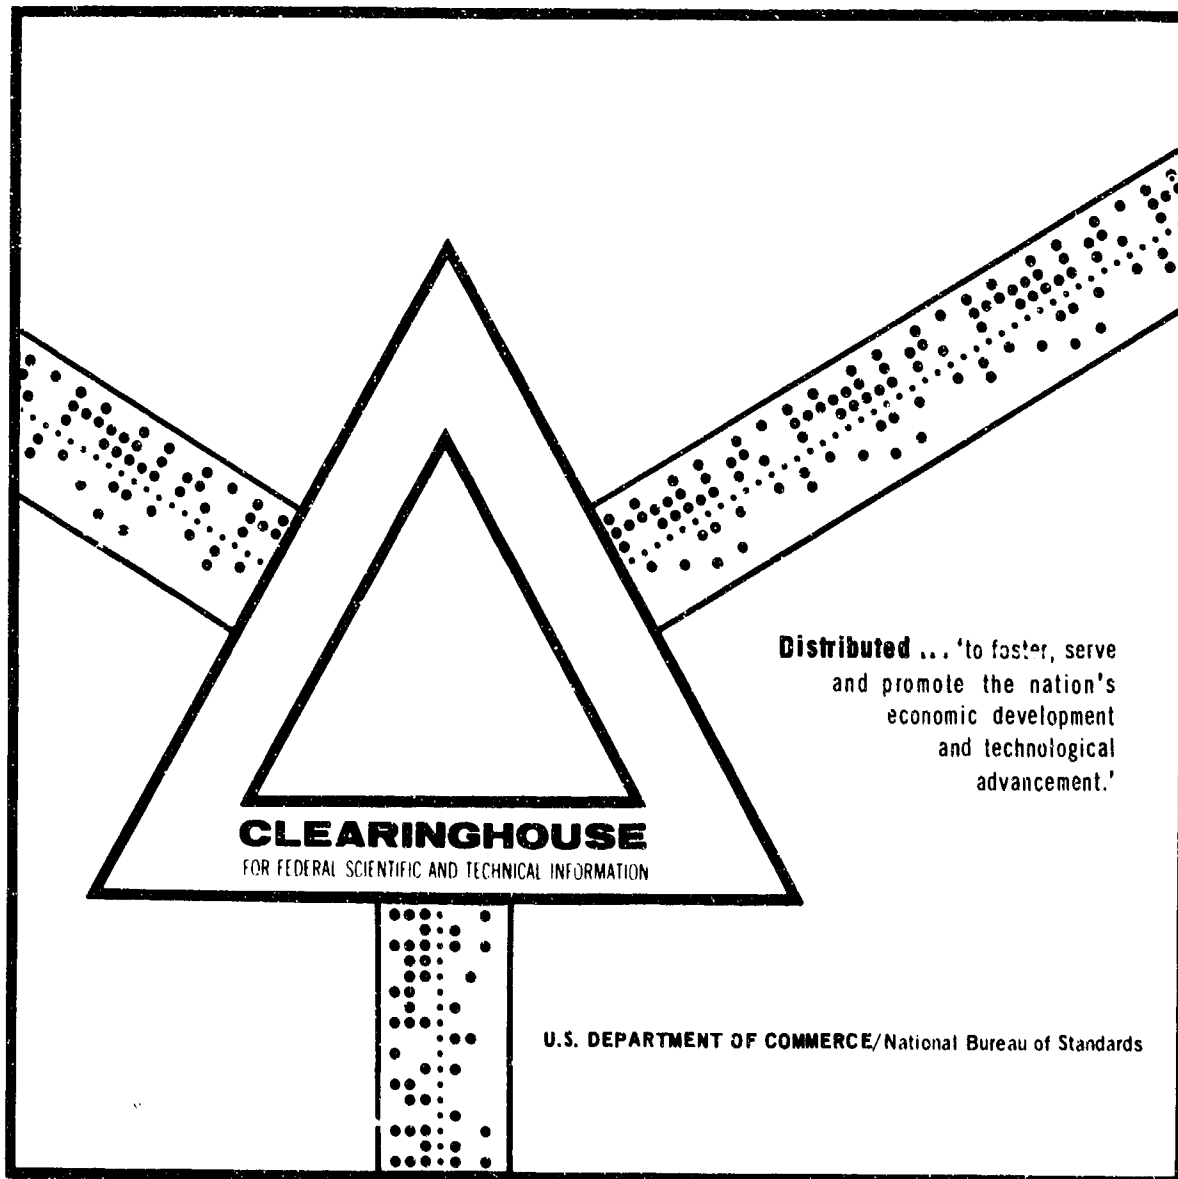 Distributed ... 'to foster, serve
and promote the nation's
economic development
and technological
advancement.'
CLEARINGHOUSE
FOR FEDERAL SCIENTIFIC AND TECHNICAL INFORMATION
U.S. DEPARTMENT OF COMMERCE/National Bureau of Standards